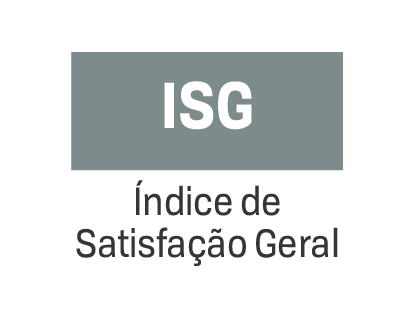 ISG
Índice de
Satisfação Geral